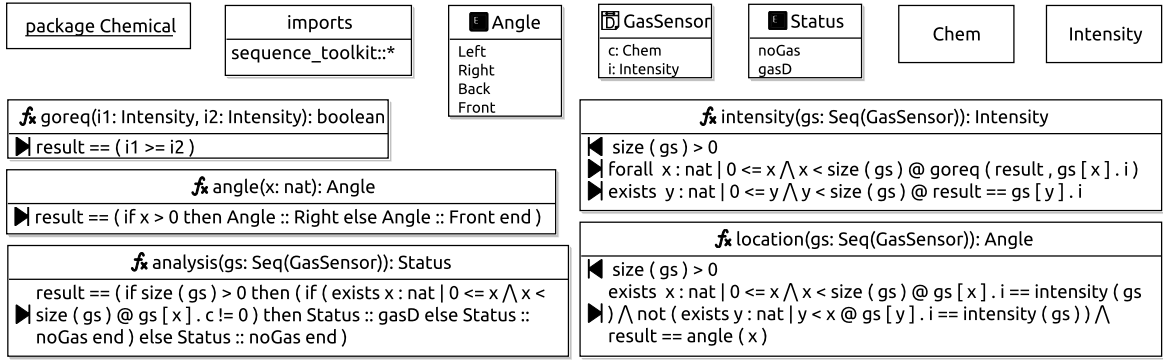 package Chemical
imports
sequence_toolkit::*
E Angle
Left
Right
Back
Front
D GasSensor
c: Chem
i: Intensity
E Status
noGas
gasD
Chem
Intensity
fx goreq(i1: Intensity, i2: Intensity): boolean
result == ( i1 >= i2 )
fx angle(x: nat): Angle
result == ( if x > 0 then Angle :: Right else Angle :: Front end )
fx analysis(gs: Seq(GasSensor)): Status
result == ( if size ( gs ) > 0 then ( if ( exists x : nat | 0 <= x /\ x <
size ( gs ) @ gs [ x ] . c != 0 ) then Status :: gasD else Status ::
noGas end ) else Status :: noGas end )
fx intensity(gs: Seq(GasSensor)): Intensity
size ( gs ) > 0
forall x : nat | 0 <= x /\ x < size ( gs ) @ goreq ( result , gs [ x ] . i )
exists y : nat | 0 <= y /\ y < size ( gs ) @ result == gs [ y ] . i
fx location(gs: Seq(GasSensor)): Angle
size ( gs ) > 0
exists x : nat | 0 <= x /\ x < size ( gs ) @ gs [ x ] . i == intensity ( gs
) /\ not ( exists y : nat | y < x @ gs [ y ] . i == intensity ( gs ) ) /\
result == angle ( x )